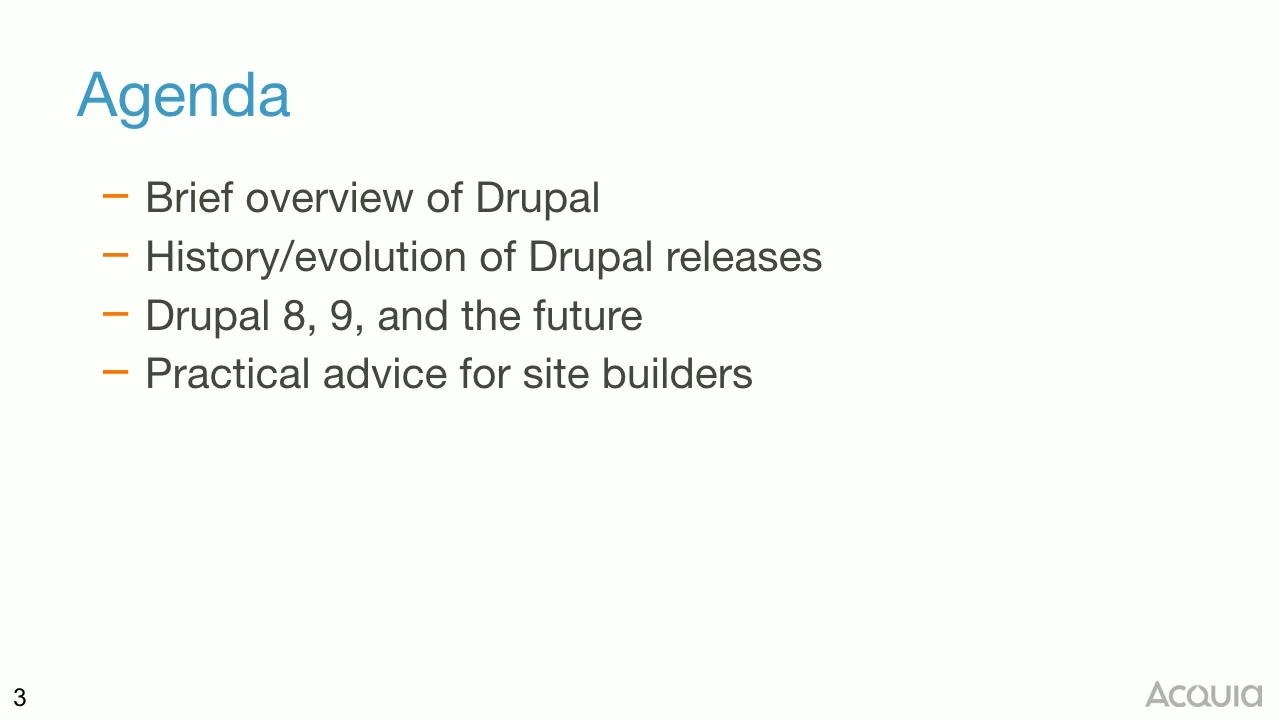 Agenda
– Brief overview of Drupal
– History/evolution of Drupal releases
– Drupal 8, 9, and the future
– Practical advice for site builders
3
Acquia